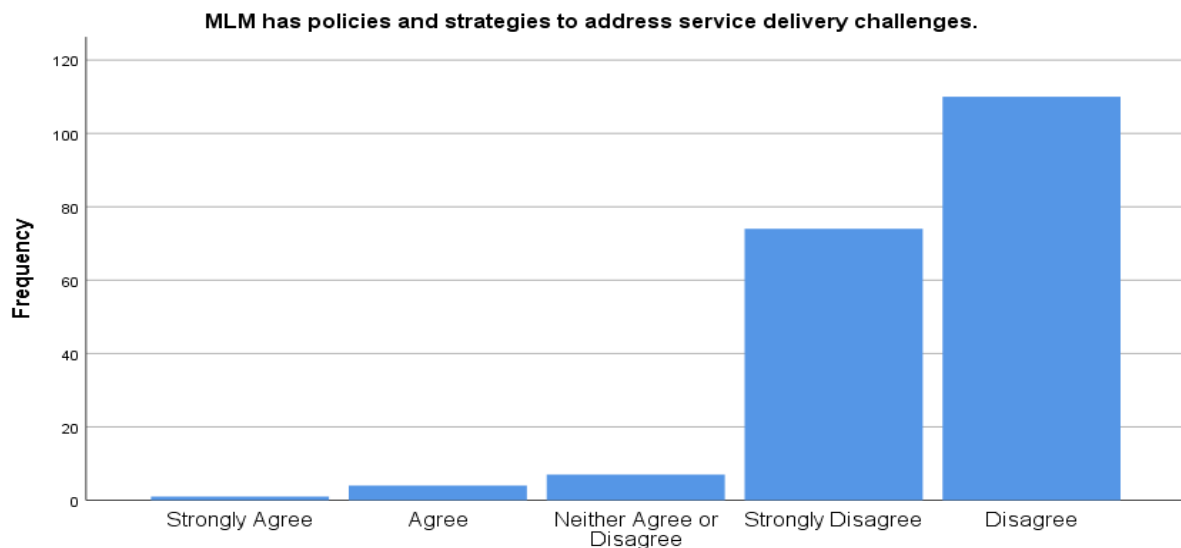 MLM has policies and strategies to address service delivery challenges.
120
100
80
60
40
20
0
Frequency
Strongly Agree
Agree
Neither Agree or
Disagree
Strongly Disagree
Disagree